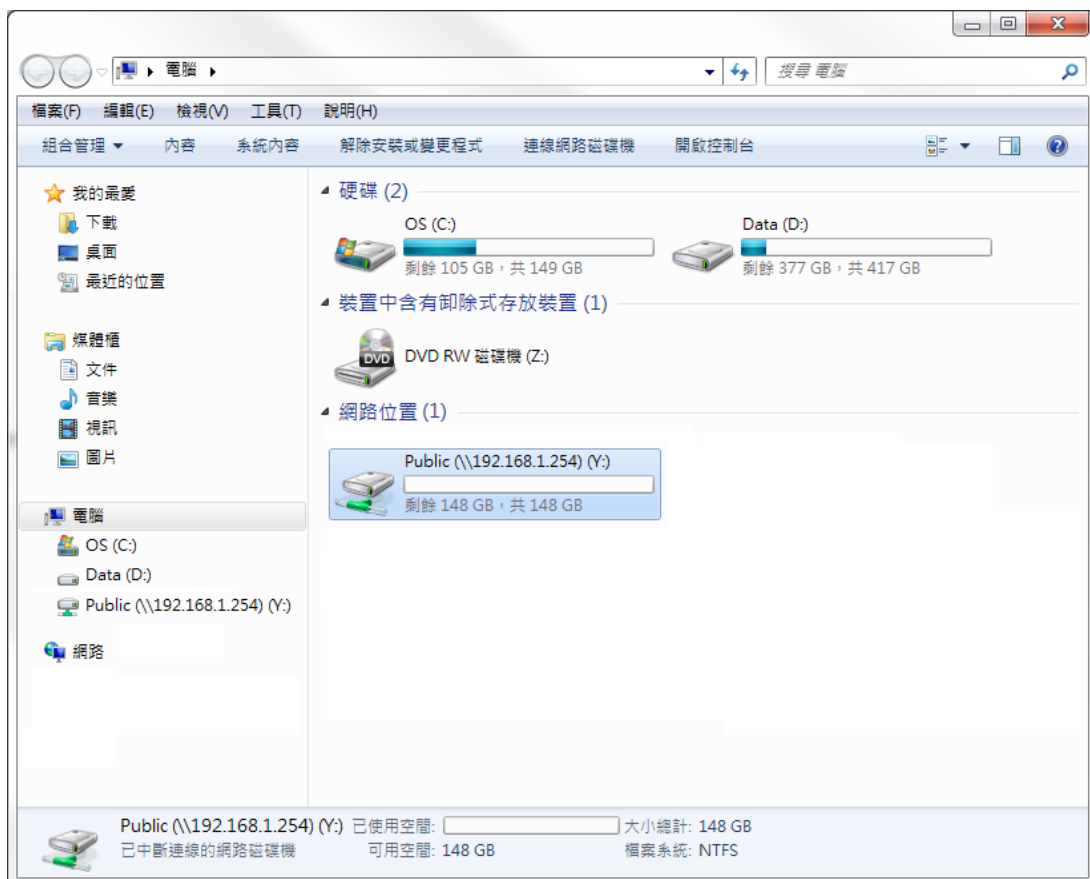 電腦
搜尋 電腦
檔案(F) 編輯(E) 檢視(V) 工具(T) 說明(H)
組合管理 內容 系統內容 解除安裝或變更程式 連線網路磁碟機 開啟控制台
我的最愛
下載
桌面
最近的位置
媒體櫃
文件
音樂
視訊
圖片
電腦
OS (C:)
Data (D:)
Public (\\192.168.1.254) (Y:)
網路
硬碟 (2)
OS (C:)
剩餘 105 GB，共 149 GB
Data (D:)
剩餘 377 GB，共 417 GB
裝置中含有卸除式存放裝置 (1)
DVD
DVD RW 磁碟機 (Z:)
網路位置 (1)
Public (\\192.168.1.254) (Y:)
剩餘 148 GB，共 148 GB
Public (\\192.168.1.254) (Y:) 已使用空間: 大小總計: 148 GB
已中斷連線的網路磁碟機 可用空間: 148 GB 檔案系統: NTFS